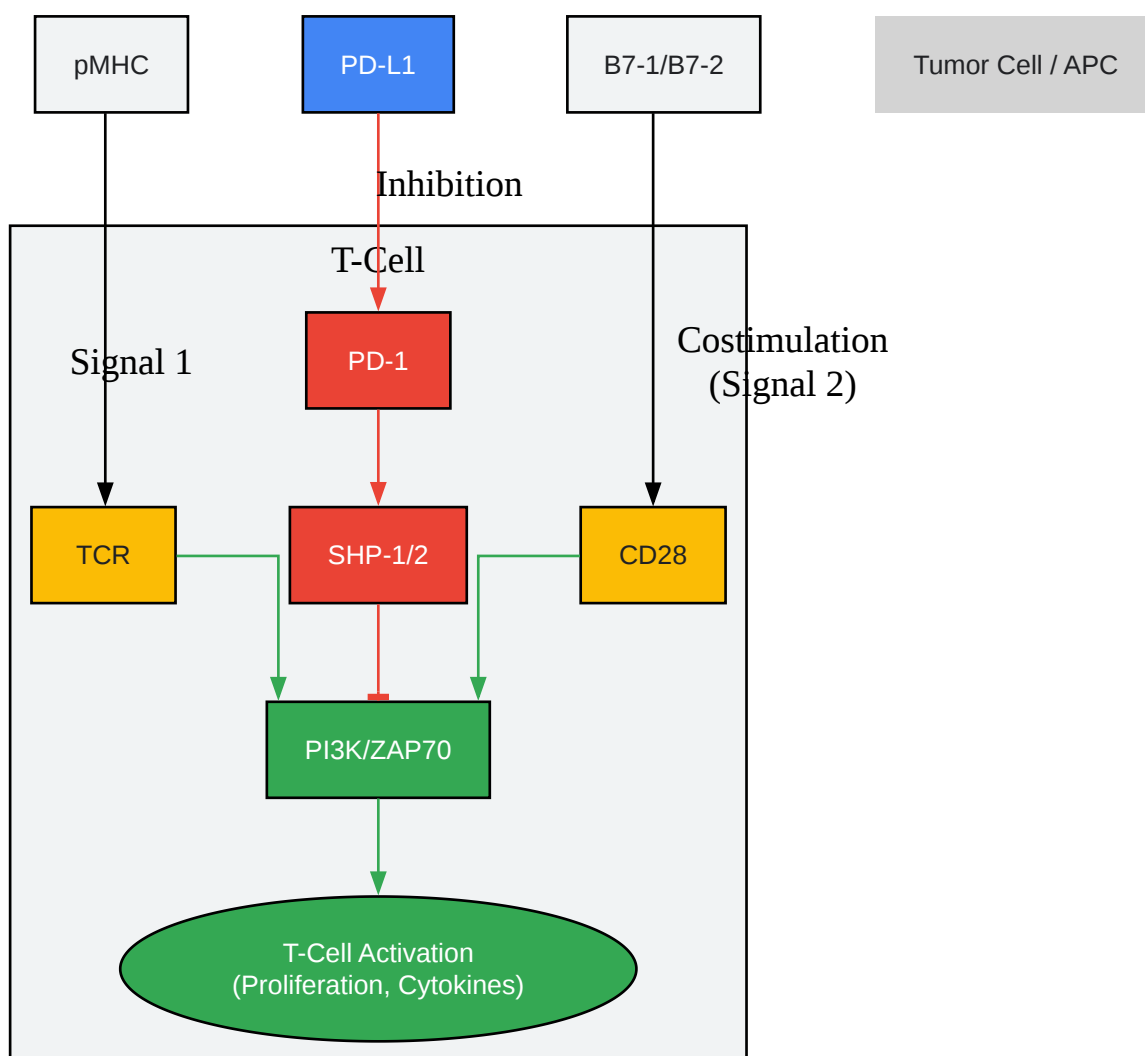 pMHC
PD-L1
B7-1/B7-2
Tumor Cell / APC
Inhibition
T-Cell
Signal 1
PD-1
Costimulation
(Signal 2)
TCR
SHP-1/2
CD28
PI3K/ZAP70
T-Cell Activation
(Proliferation, Cytokines)